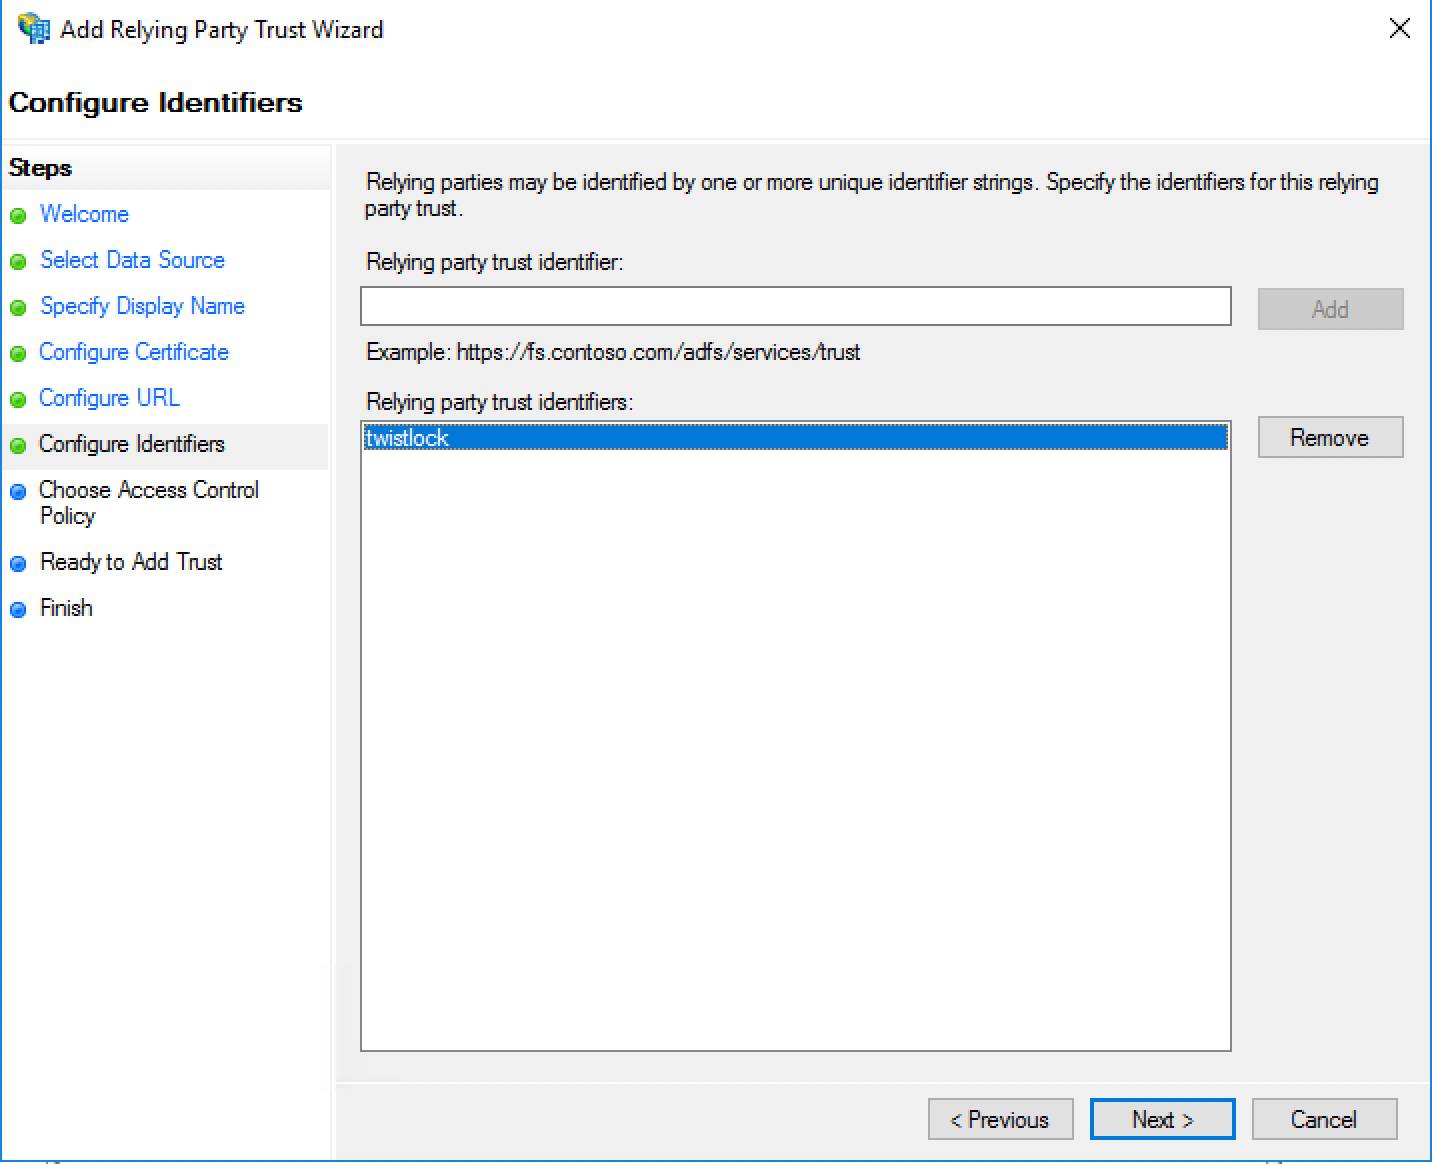 Add Relying Party Trust Wizard
Configure Identifiers
Steps
Welcome
Select Data Source
Specify Display Name
Configure Certificate
Configure URL
Configure Identifiers
Choose Access Control
Policy
Ready to Add Trust
Finish
Relying parties may be identified by one or more unique identifier strings. Specify the identifiers for this relying
party trust.
Relying party trust identifier:
Add
Example: https://fs.contoso.com/adfs/services/trust
Relying party trust identifiers:
twistlock
Remove
< Previous
Next >
Cancel